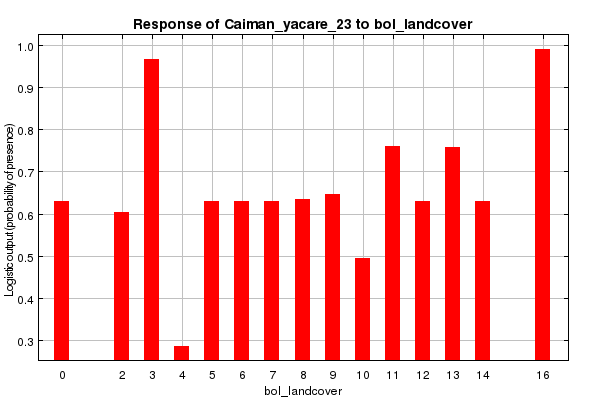 Response of Caiman_yacare_23 to bol_landcover
Logistic output (probability of presence)
1.0
0.9
0.8
0.7
0.6
0.5
0.4
0.3
0 2 3 4 5 6 7 8 9 10 11 12 13 14 16
bol_landcover